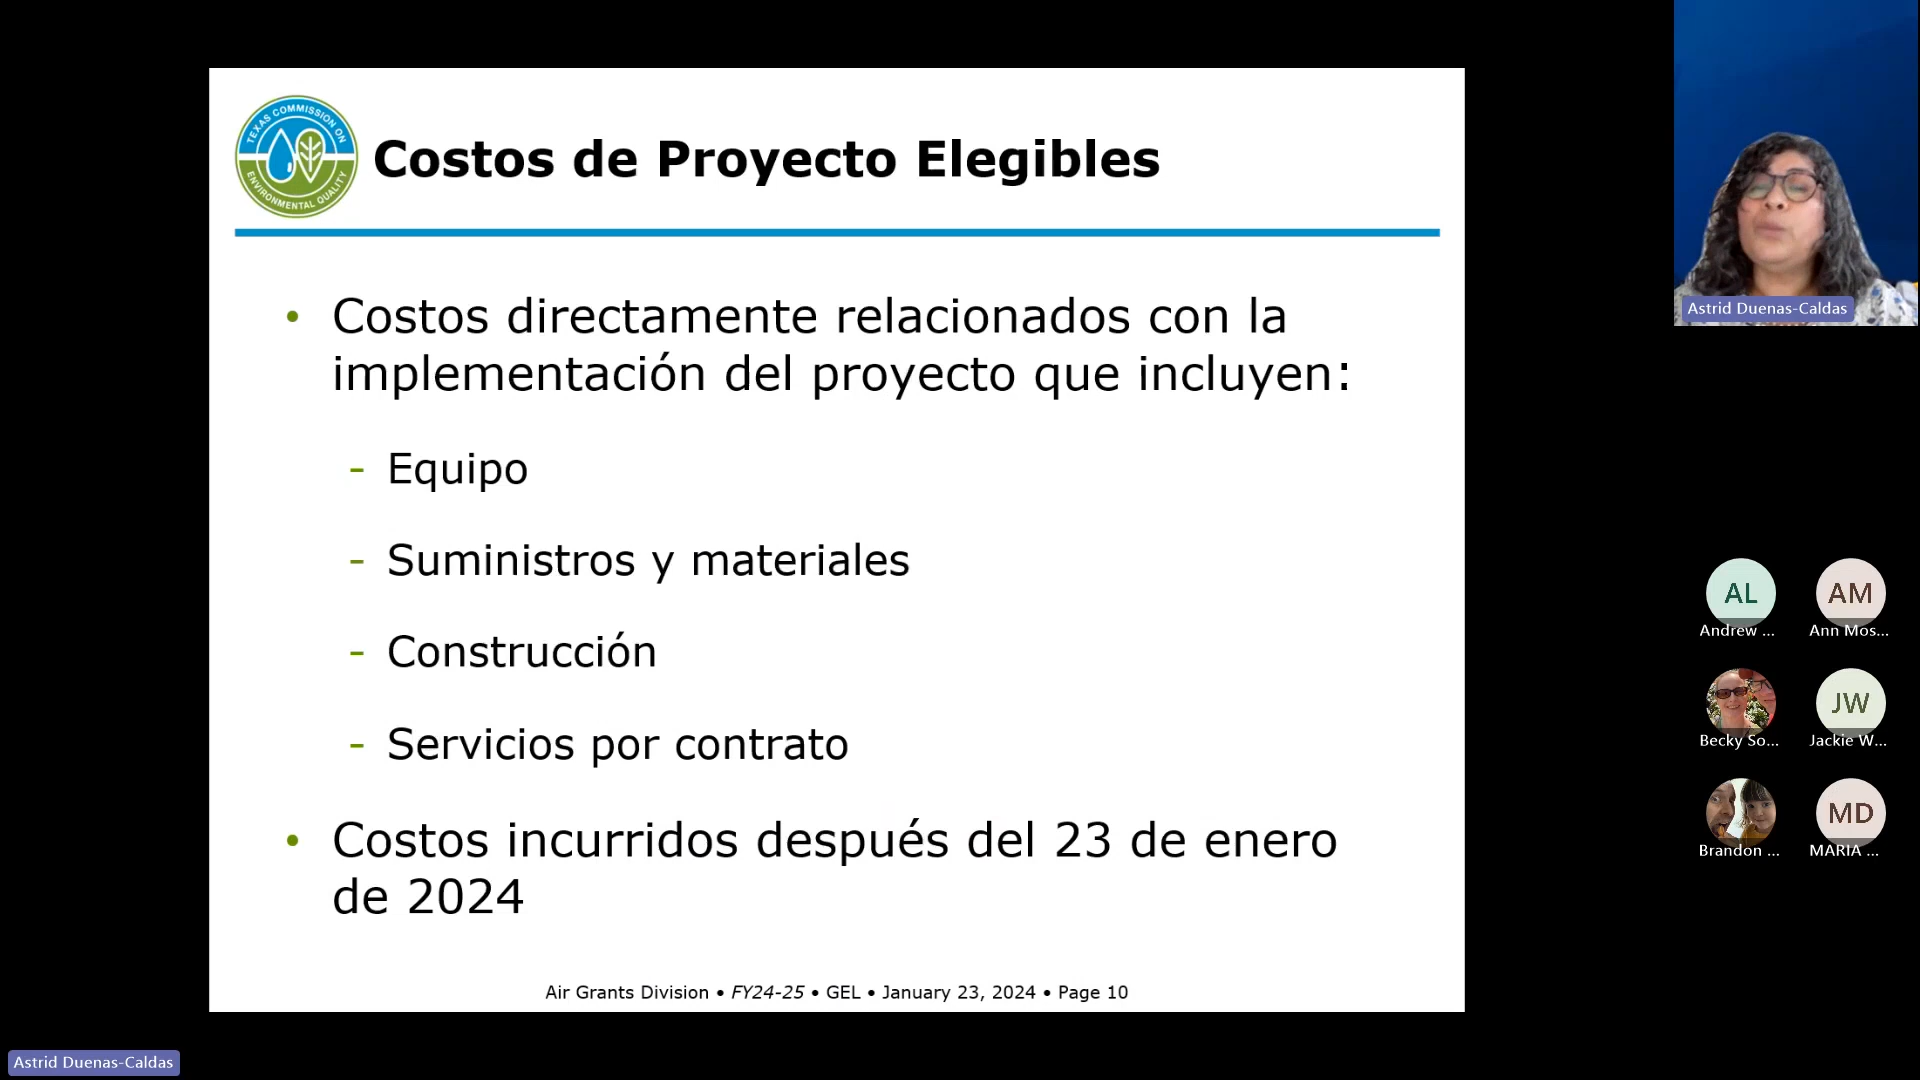 TEXAS COMMISSION ON
ENVIRONMENTAL QUALITY
Costos de Proyecto Elegibles
• Costos directamente relacionados con la
implementación del proyecto que incluyen:
- Equipo
- Suministros y materiales
- Construcción
- Servicios por contrato
• Costos incurridos después del 23 de enero
de 2024
Air Grants Division • FY24-25 • GEL • January 23, 2024 • Page 10
Astrid Duenas-Caldas
AL AM
Andrew ... Ann Mos...
JW
Becky So... Jackie W...
MD
Brandon ... MARIA ...
Astrid Duenas-Caldas